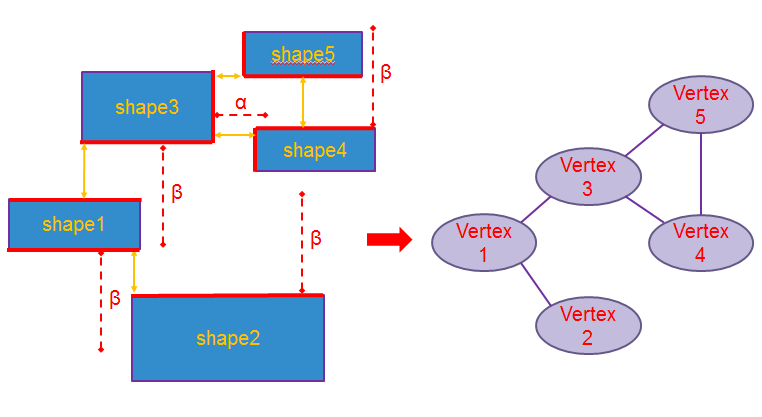 shape5
β
shape3
α
shape4
β
shape1
β
β
shape2
Vertex
5
Vertex
3
Vertex
1
Vertex
4
Vertex
2